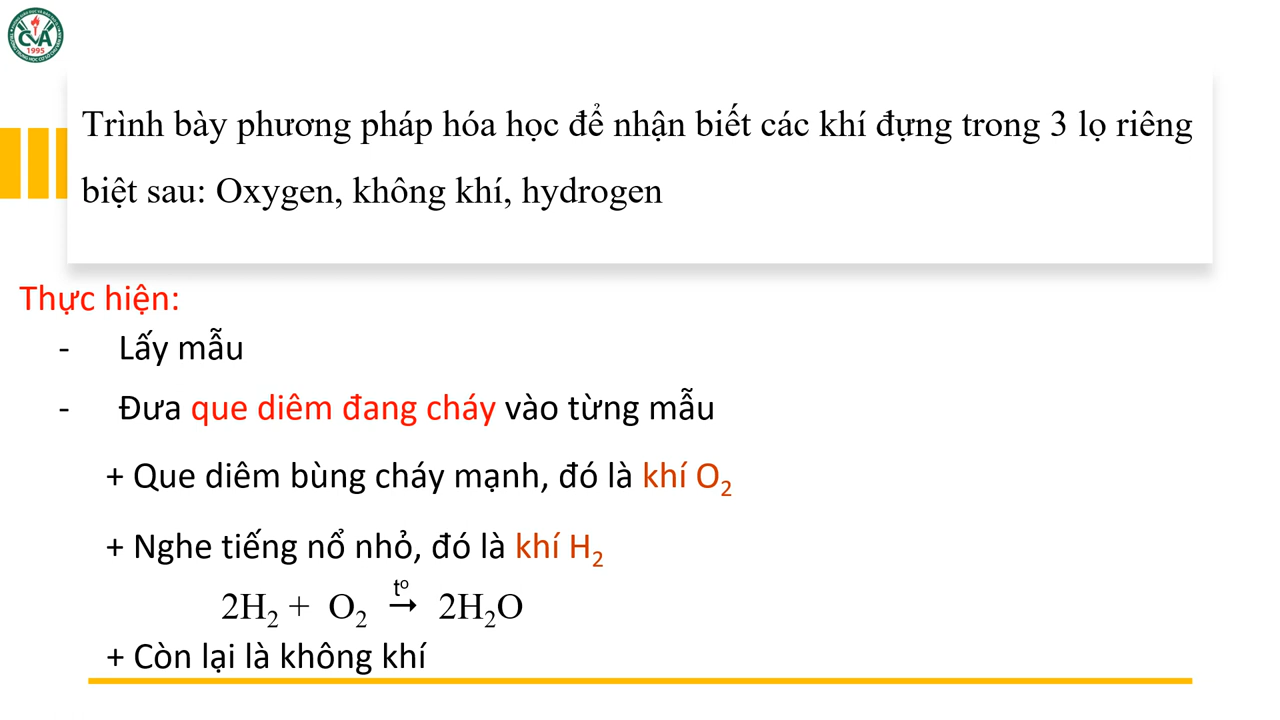 CVA
1995
Trình bày phương pháp hóa học để nhận biết các khí đựng trong 3 lọ riêng
biệt sau: Oxygen, không khí, hydrogen
Thực hiện:
- Lấy mẫu
- Đưa que diêm đang cháy vào từng mẫu
+ Que diêm bùng cháy mạnh, đó là khí O₂
+ Nghe tiếng nổ nhỏ, đó là khí H₂
2H₂ + O₂ →(tº) 2H₂O
+ Còn lại là không khí